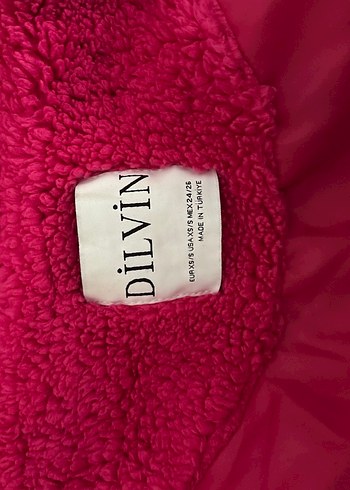 DİLVİN
EUR XS/S USA XS/S MEX 24/26
MADE IN TURKIYE